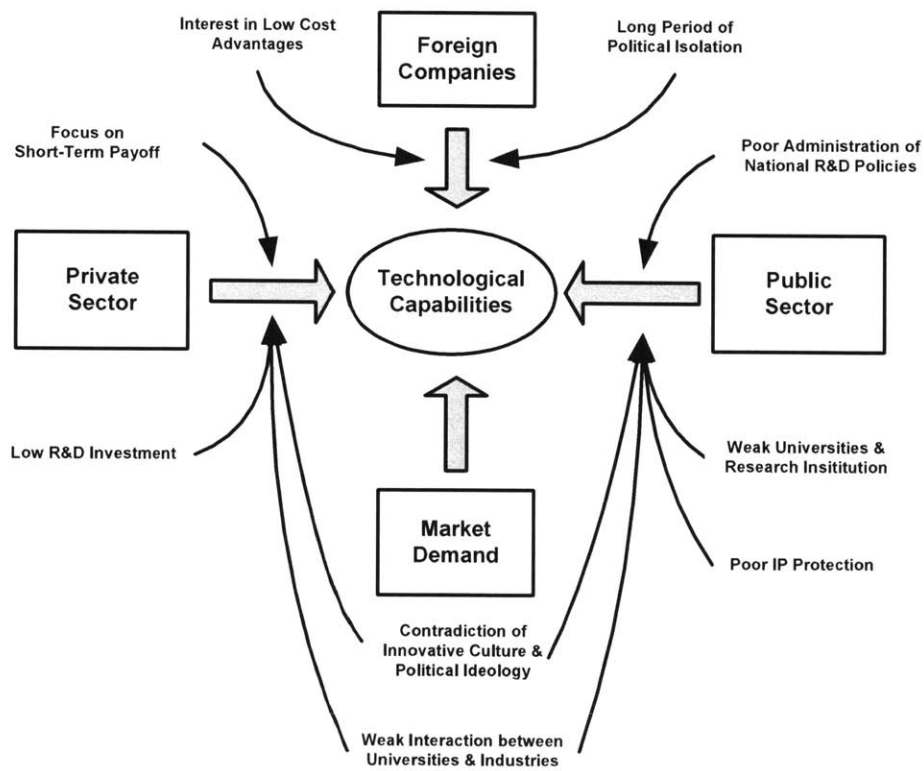 Interest in Low Cost
Advantages
Foreign
Companies
Long Period of
Political Isolation
Focus on
Short-Term Payoff
Poor Administration of
National R&D Policies
Private
Sector
Technological
Capabilities
Public
Sector
Low R&D Investment
Weak Universities &
Research Insititution
Market
Demand
Poor IP Protection
Contradiction of
Innovative Culture &
Political Ideology
Weak Interaction between
Universities & Industries